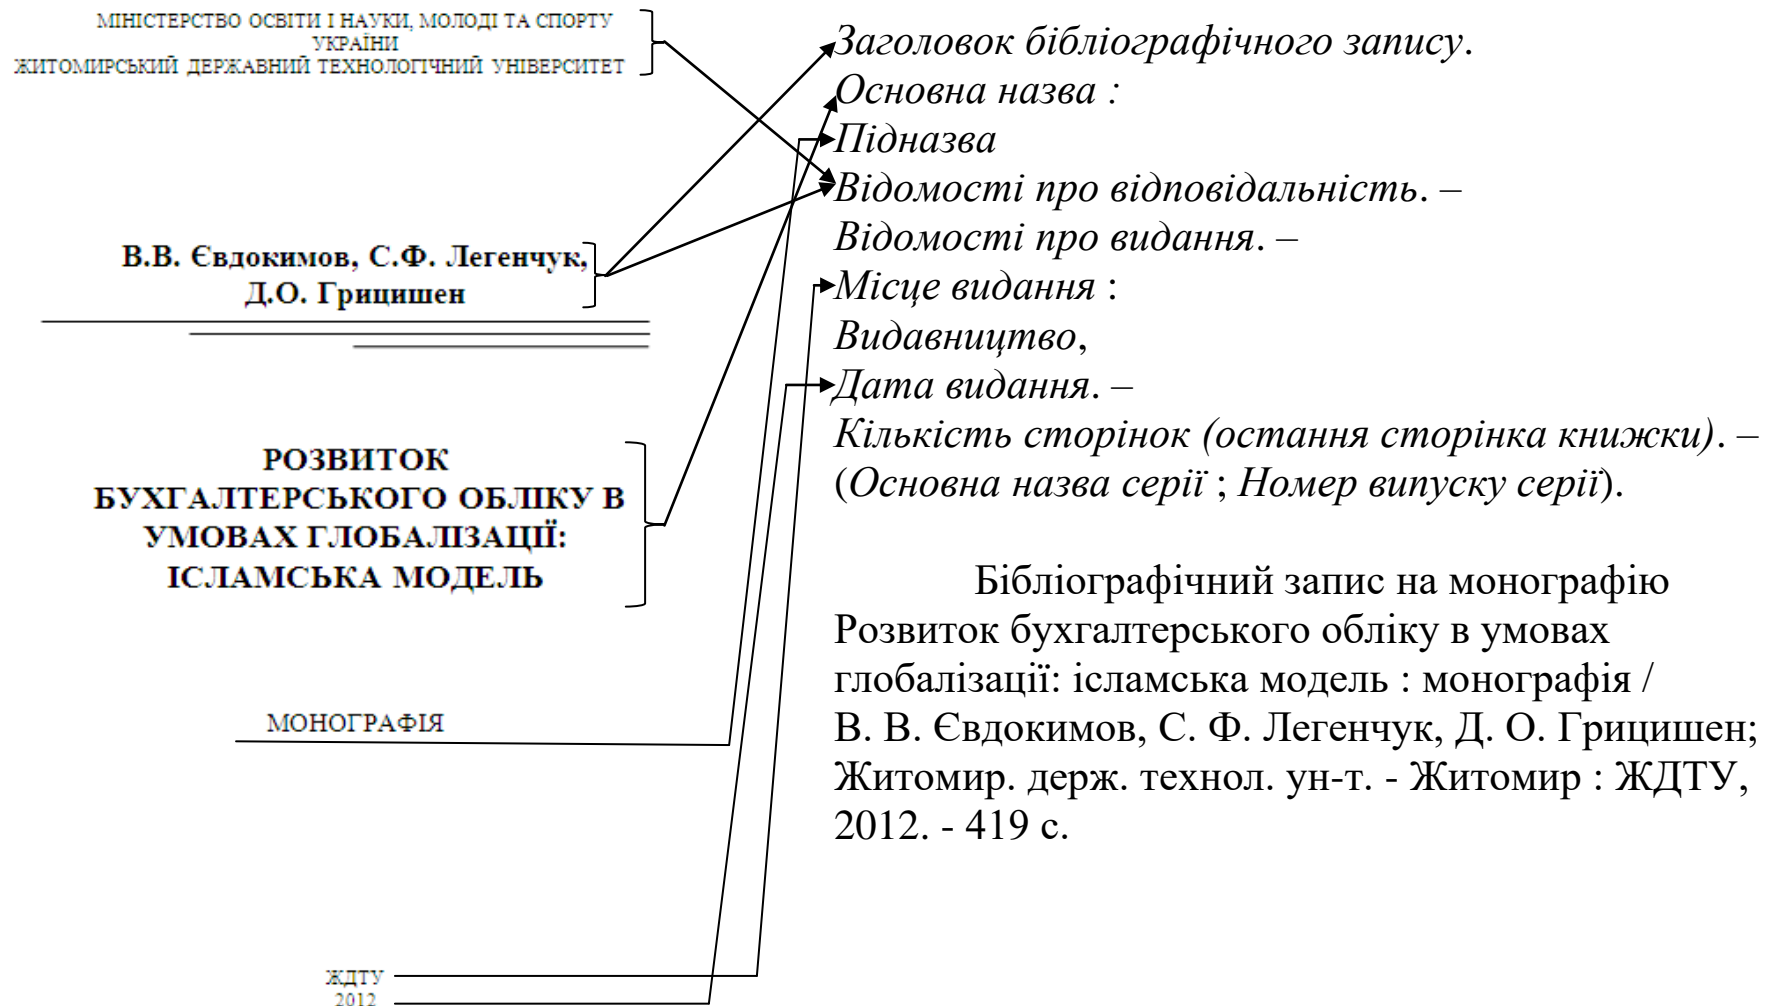 МІНІСТЕРСТВО ОСВІТИ І НАУКИ, МОЛОДІ ТА СПОРТУ
УКРАЇНИ
ЖИТОМИРСЬКИЙ ДЕРЖАВНИЙ ТЕХНОЛОГІЧНИЙ УНІВЕРСИТЕТ
В.В. Євдокимов, С.Ф. Легенчук,
Д.О. Грицишен
РОЗВИТОК
БУХГАЛТЕРСЬКОГО ОБЛІКУ В
УМОВАХ ГЛОБАЛІЗАЦІЇ:
ІСЛАМСЬКА МОДЕЛЬ
МОНОГРАФІЯ
ЖДТУ
2012
Заголовок бібліографічного запису.
Основна назва :
Підназва
Відомості про відповідальність. –
Відомості про видання. –
Місце видання :
Видавництво,
Дата видання. –
Кількість сторінок (остання сторінка книжки). –
(Основна назва серії ; Номер випуску серії).
Бібліографічний запис на монографію
Розвиток бухгалтерського обліку в умовах
глобалізації: ісламська модель : монографія /
В. В. Євдокимов, С. Ф. Легенчук, Д. О. Грицишен;
Житомир. держ. технол. ун-т. - Житомир : ЖДТУ,
2012. - 419 с.